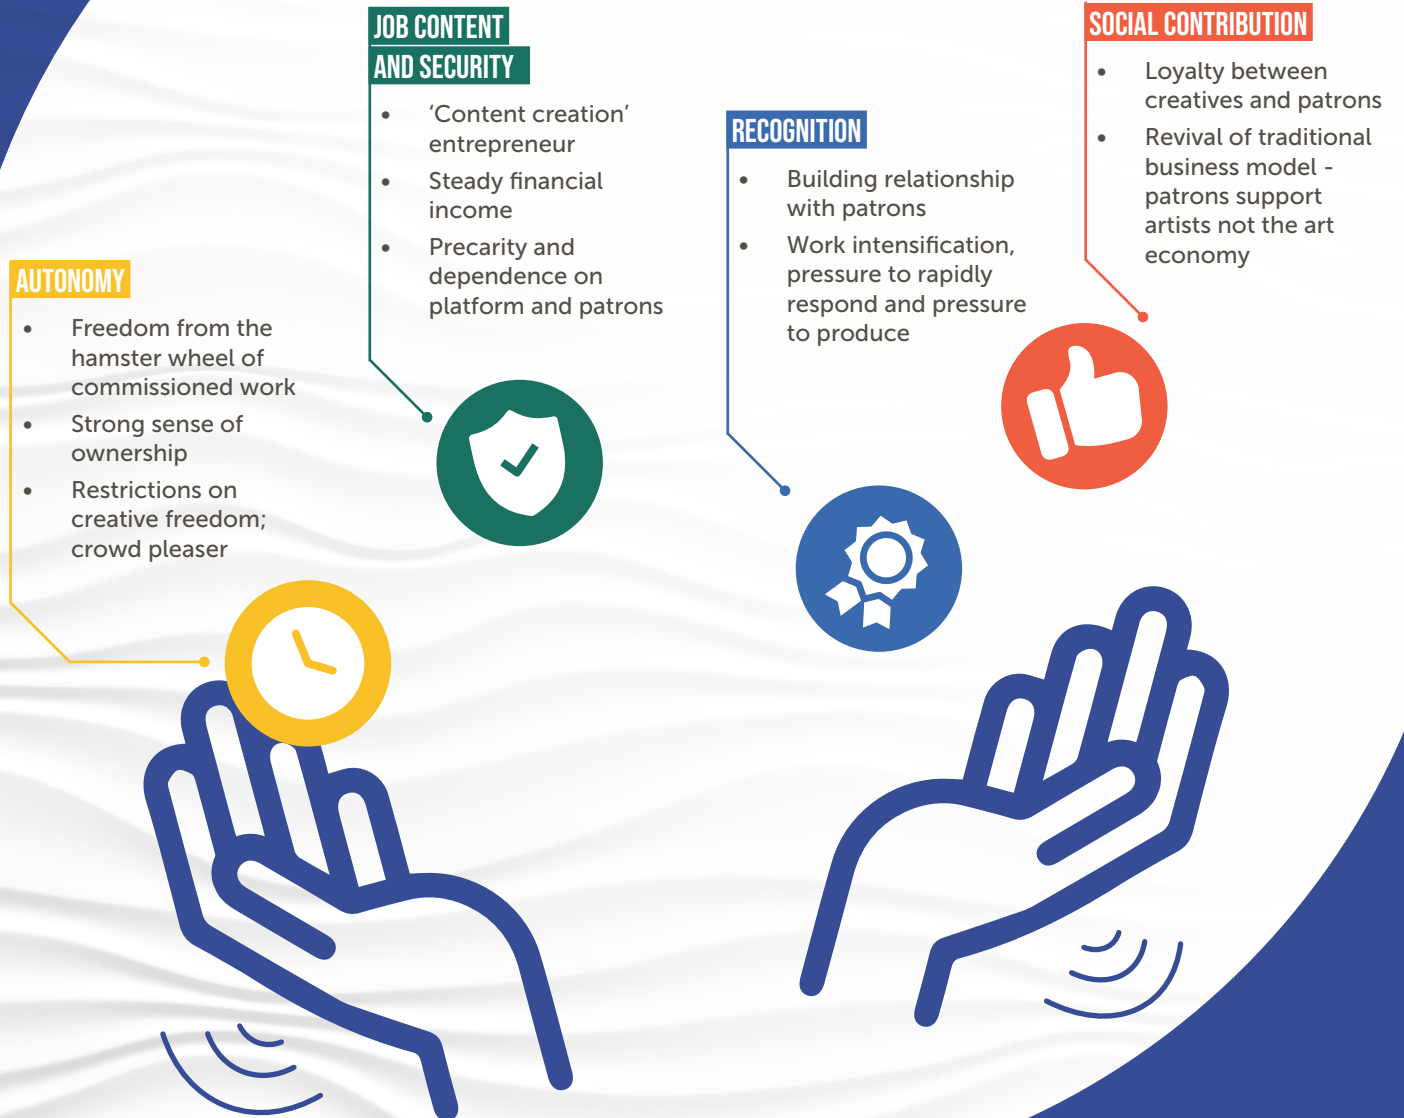 JOB CONTENT
AND SECURITY
• ‘Content creation’
entrepreneur
• Steady financial
income
• Precarity and
dependence on
platform and patrons
SOCIAL CONTRIBUTION
• Loyalty between
creatives and patrons
• Revival of traditional
business model -
patrons support
artists not the art
economy
RECOGNITION
• Building relationship
with patrons
• Work intensification,
pressure to rapidly
respond and pressure
to produce
AUTONOMY
• Freedom from the
hamster wheel of
commissioned work
• Strong sense of
ownership
• Restrictions on
creative freedom;
crowd pleaser